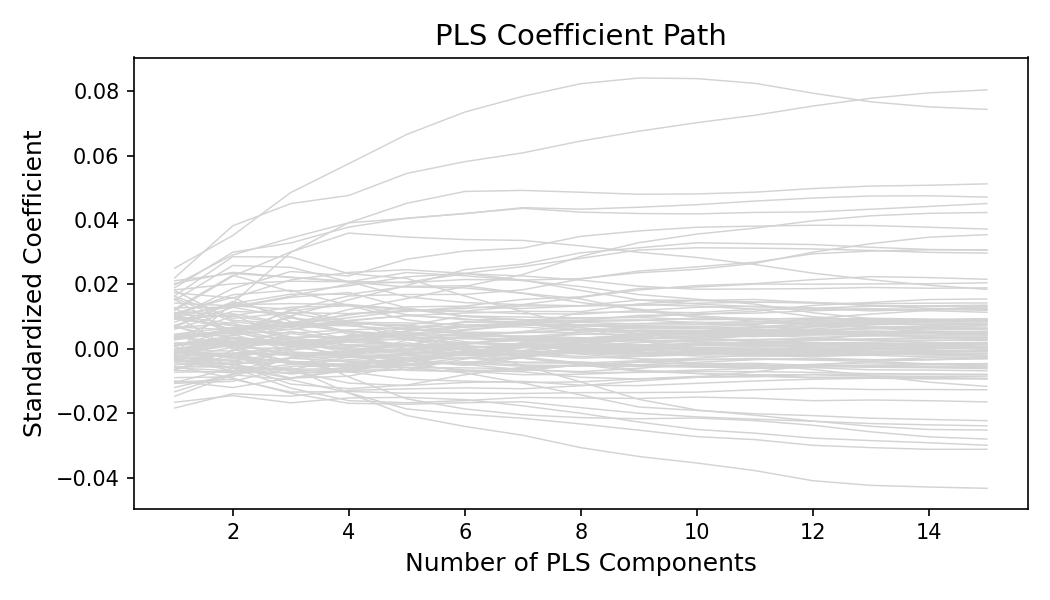 PLS Coefficient Path
Standardized Coefficient
0.08
0.06
0.04
0.02
0.00
−0.02
−0.04
2 4 6 8 10 12 14
Number of PLS Components